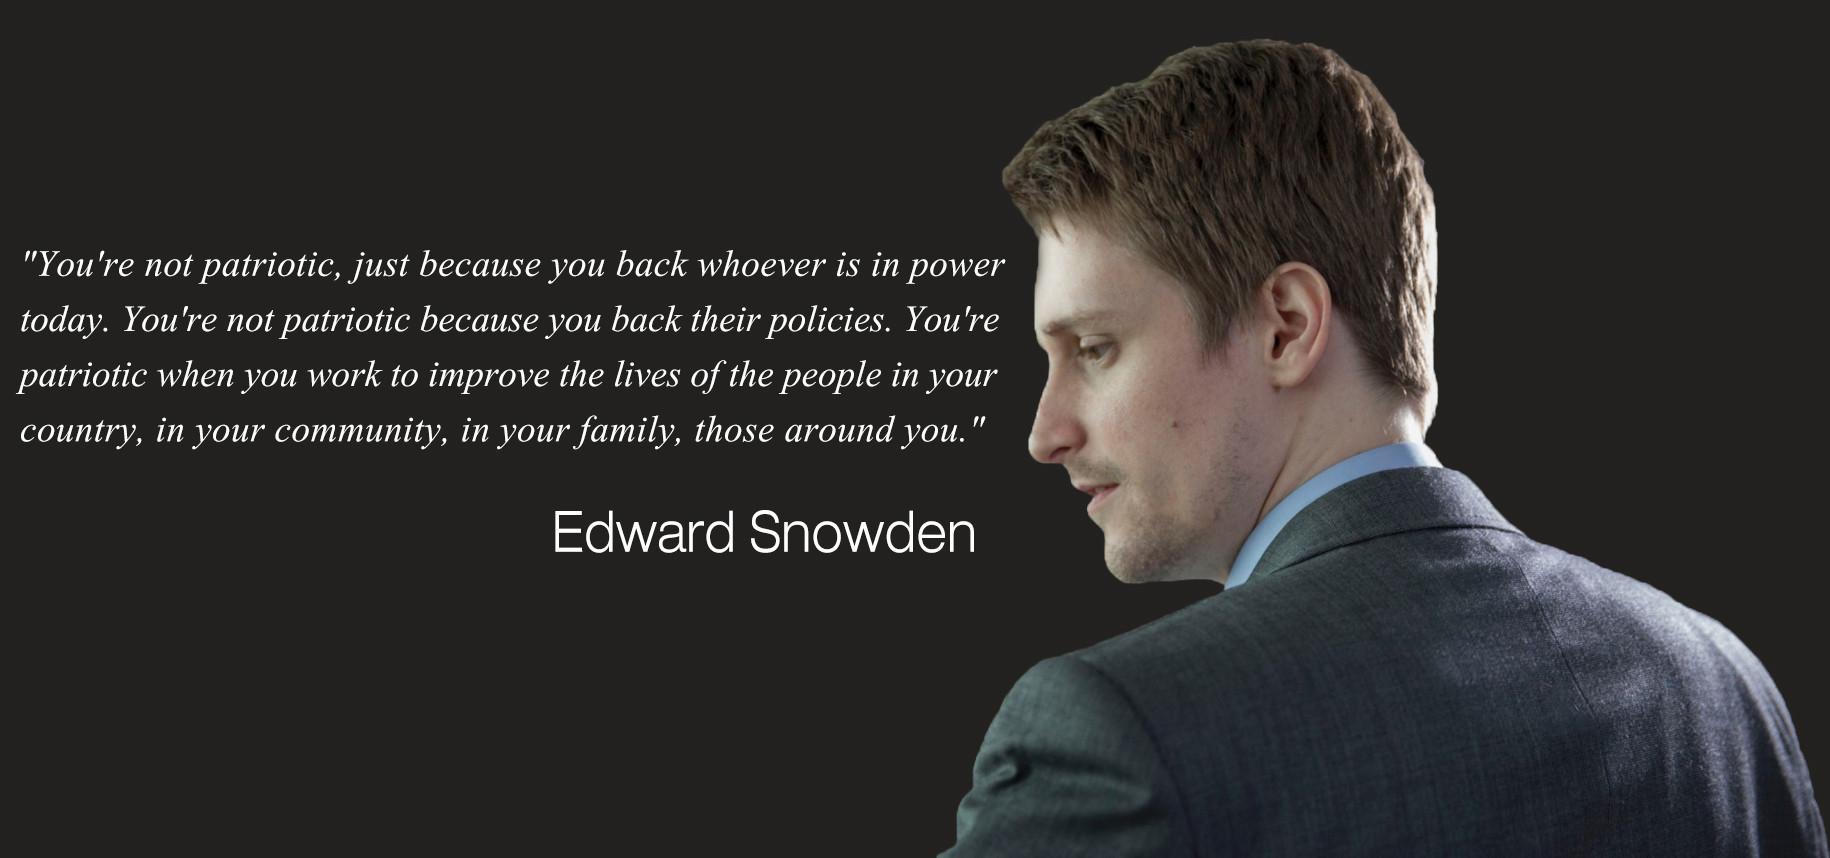 "You're not patriotic, just because you back whoever is in power
today. You're not patriotic because you back their policies. You're
patriotic when you work to improve the lives of the people in your
country, in your community, in your family, those around you."
Edward Snowden